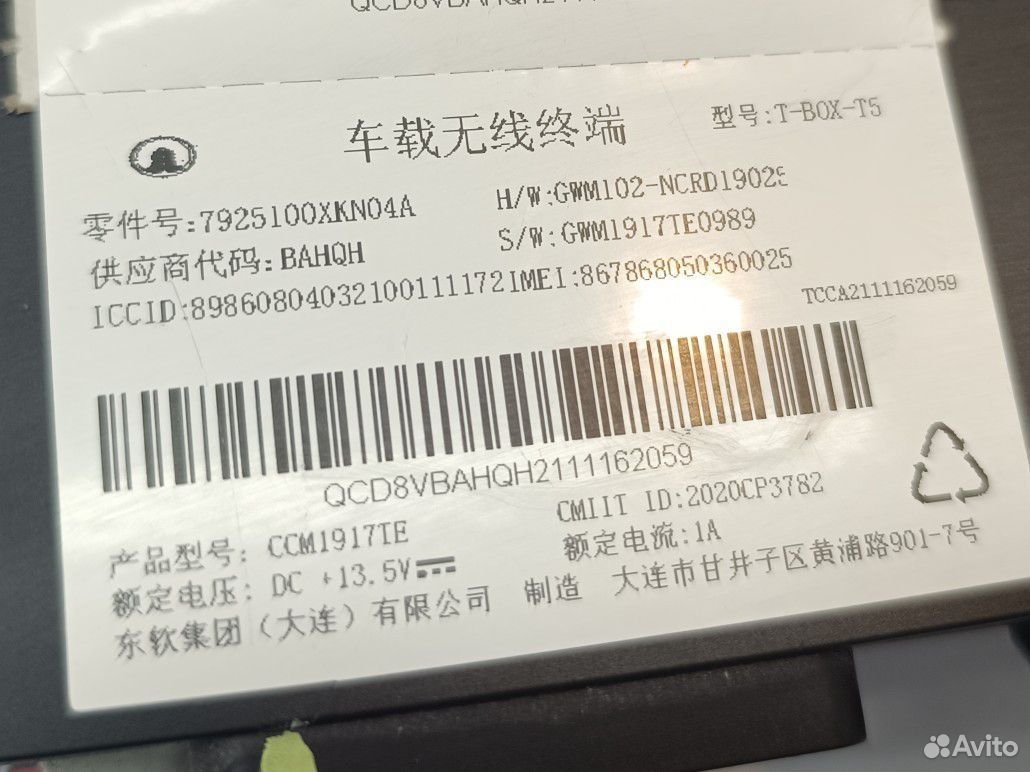 车载无线终端
型号:T-BOX-T5
零件号:7925100XKN04A
H/W:GWM102-NCRD19029
供应商代码:BAHQH
S/W:GWM1917TE0989
ICCID:89860804032100111172 IMEI:867868050360025
TCCA2111162059
QCD8VBAHQH2111162059
产品型号: CCM1917TE
CMIIT ID:2020CP3782
额定电压: DC +13.5V
额定电流:1A
东软集团(大连)有限公司 制造 大连市甘井子区黄浦路901-7号
Avito